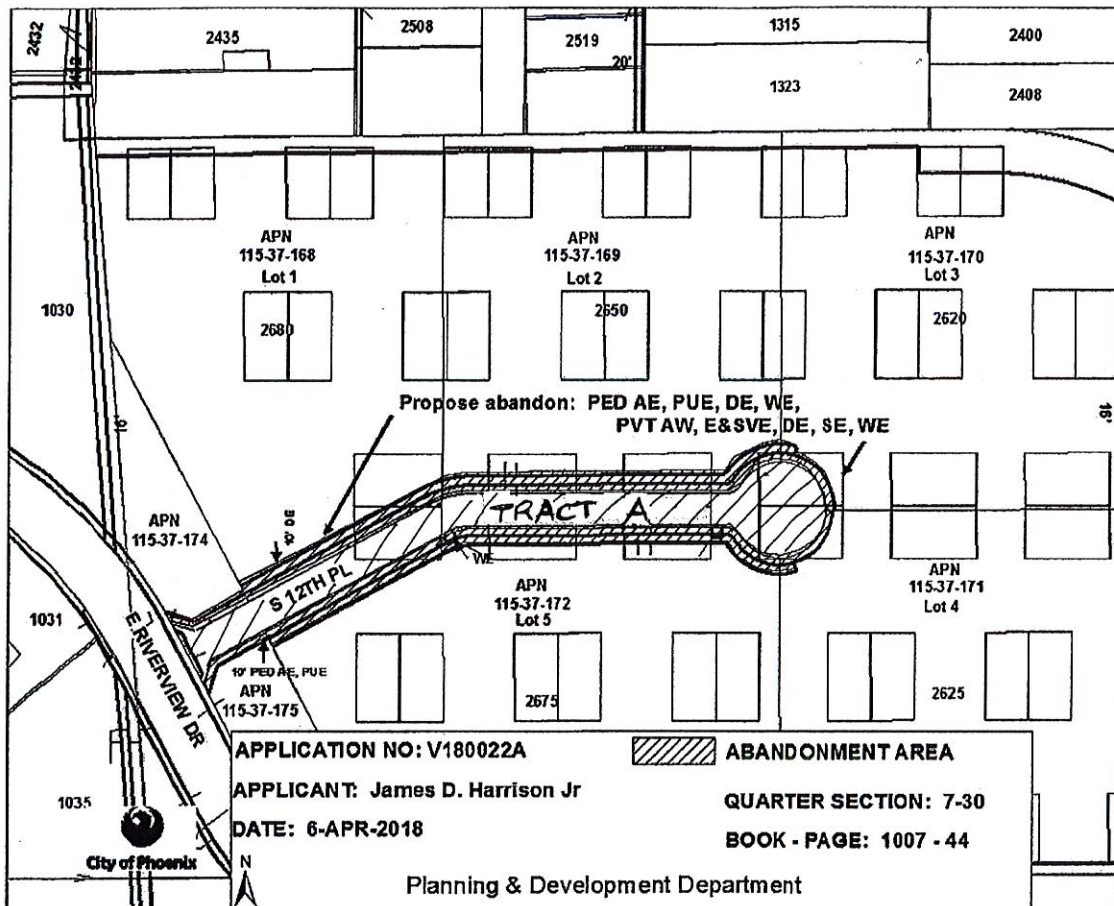 2432
2435
2508
2519
20'
1315
2400
1323
2408
APN
115-37-168
Lot 1
APN
115-37-169
Lot 2
APN
115-37-170
Lot 3
1030
2680
2650
2620
16'
16'
Propose abandon: PED AE, PUE, DE, WE,
PVT AW, E&SVE, DE, SE, WE
APN
115-37-174
TRACT A
S 12TH PL
WE
APN
115-37-172
Lot 5
APN
115-37-171
Lot 4
1031
E RIVERVIEW DR
10' PED AE, PUE
APN
115-37-175
2675
2625
1035
City of Phoenix
N
APPLICATION NO: V180022A
ABANDONMENT AREA
APPLICANT: James D. Harrison Jr
QUARTER SECTION: 7-30
DATE: 6-APR-2018
BOOK - PAGE: 1007 - 44
Planning & Development Department